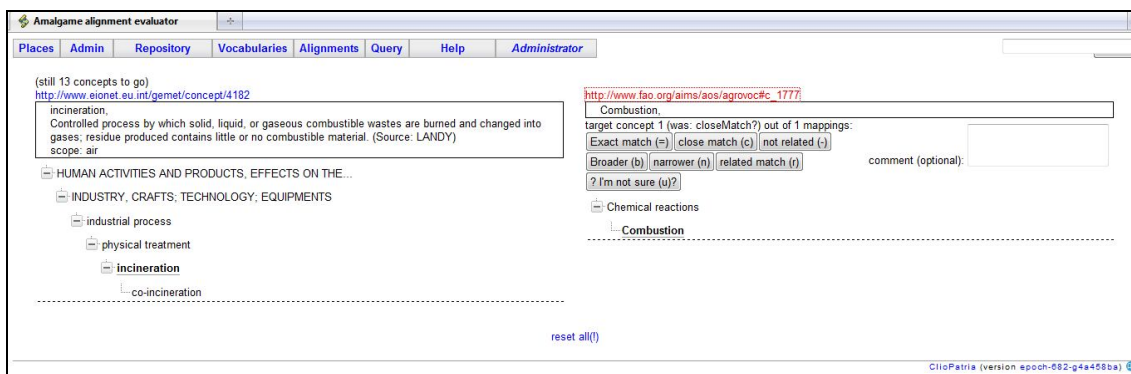 Amalgame alignment evaluator
Places Admin Repository Vocabularies Alignments Query Help Administrator
(still 13 concepts to go)
http://www.eionet.eu.int/gemet/concept/4182
incineration,
Controlled process by which solid, liquid, or gaseous combustible wastes are burned and changed into
gases; residue produced contains little or no combustible material. (Source: LANDY)
scope: air
HUMAN ACTIVITIES AND PRODUCTS, EFFECTS ON THE...
INDUSTRY, CRAFTS; TECHNOLOGY; EQUIPMENTS
industrial process
physical treatment
incineration
co-incineration
http://www.fao.org/aims/aos/agrovoc#c_1777
Combustion,
target concept 1 (was: closeMatch?) out of 1 mappings:
Exact match (=) close match (c) not related (-)
Broader (b) narrower (n) related match (r) comment (optional):
? I'm not sure (u)?
Chemical reactions
Combustion
reset all(!)
ClioPatria (version epoch-682-g4a458ba)